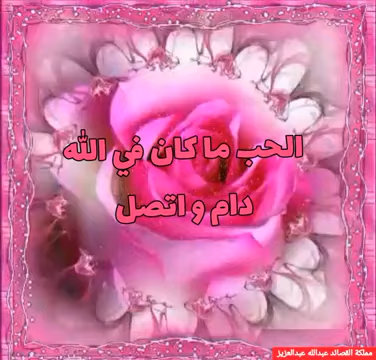 الحب ما كان في الله
دام و اتصل
مملكة القصائد عبدالله عبدالعزيز